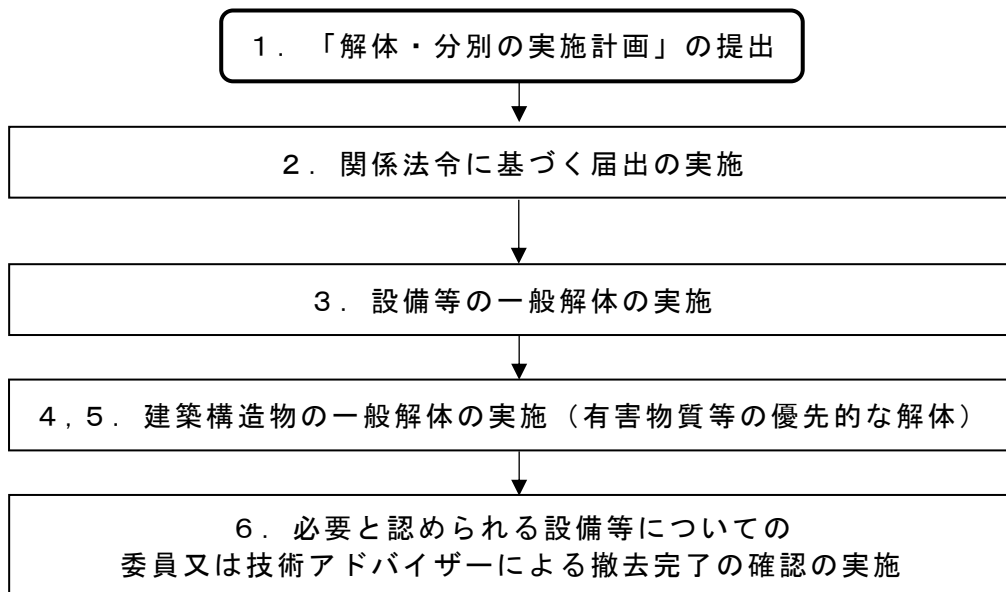 １．「解体・分別の実施計画」の提出
２．関係法令に基づく届出の実施
３．設備等の一般解体の実施
４，５．建築構造物の一般解体の実施（有害物質等の優先的な解体）
６．必要と認められる設備等についての
委員又は技術アドバイザーによる撤去完了の確認の実施